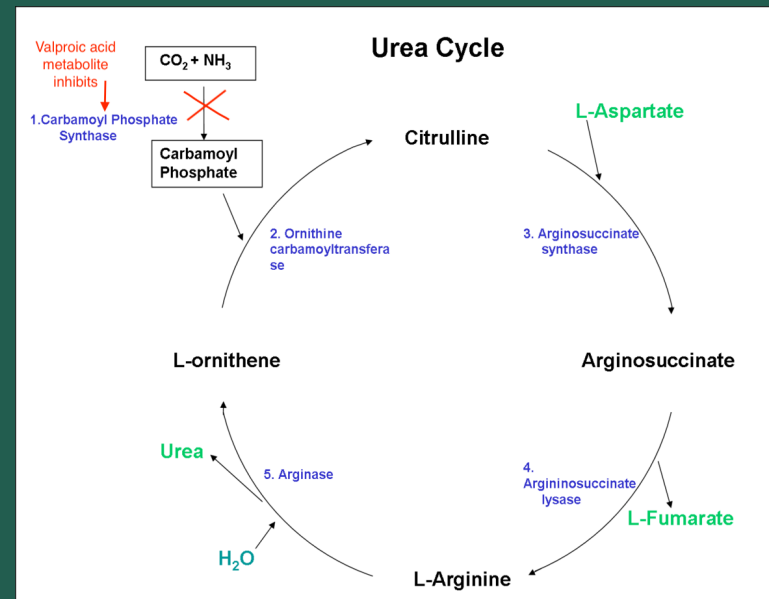 Urea Cycle
Valproic acid
metabolite
inhibits
CO₂ + NH₃
1.Carbamoyl Phosphate
Synthase
Carbamoyl
Phosphate
Citrulline
L-Aspartate
2. Ornithine
carbamoyltransfera
se
3. Arginosuccinate
synthase
L-ornithene
Arginosuccinate
Urea
5. Arginase
4.
Argininosuccinate
lysase
L-Fumarate
H₂O
L-Arginine